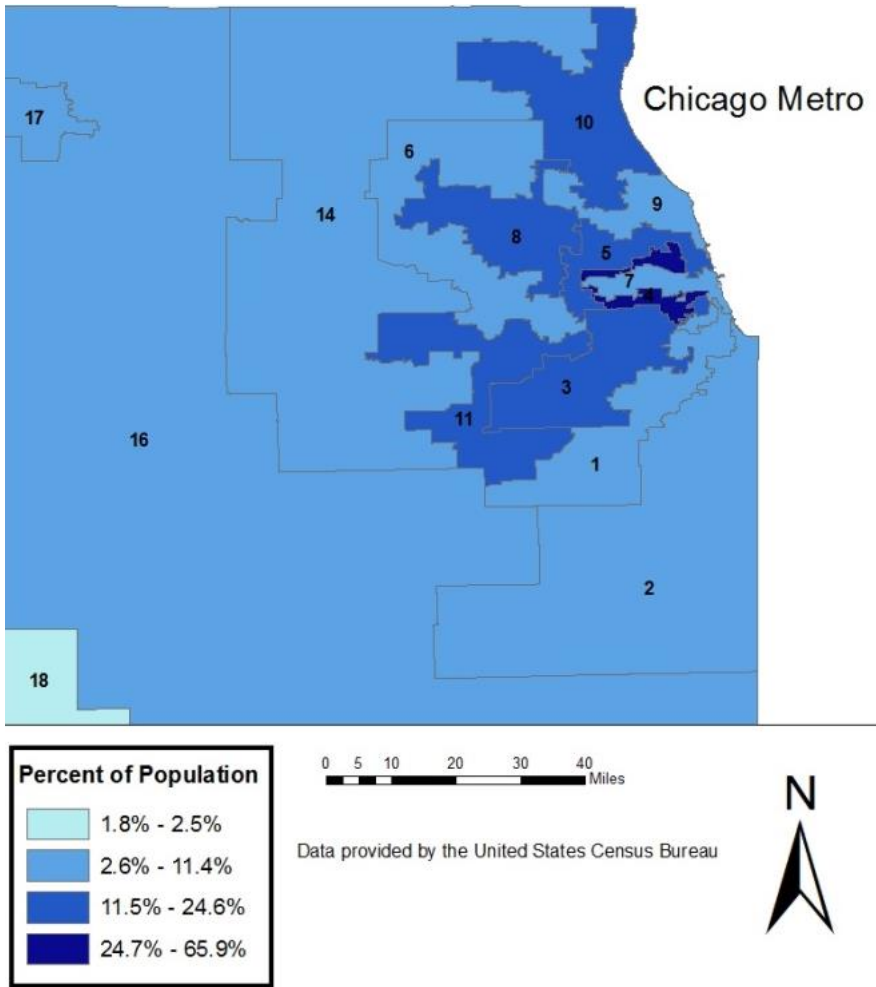 Chicago Metro
17
10
6
14
9
8
5
7
4
3
11
16
1
2
18
Percent of Population
1.8% - 2.5%
2.6% - 11.4%
11.5% - 24.6%
24.7% - 65.9%
0 5 10 20 30 40
Miles
Data provided by the United States Census Bureau
N